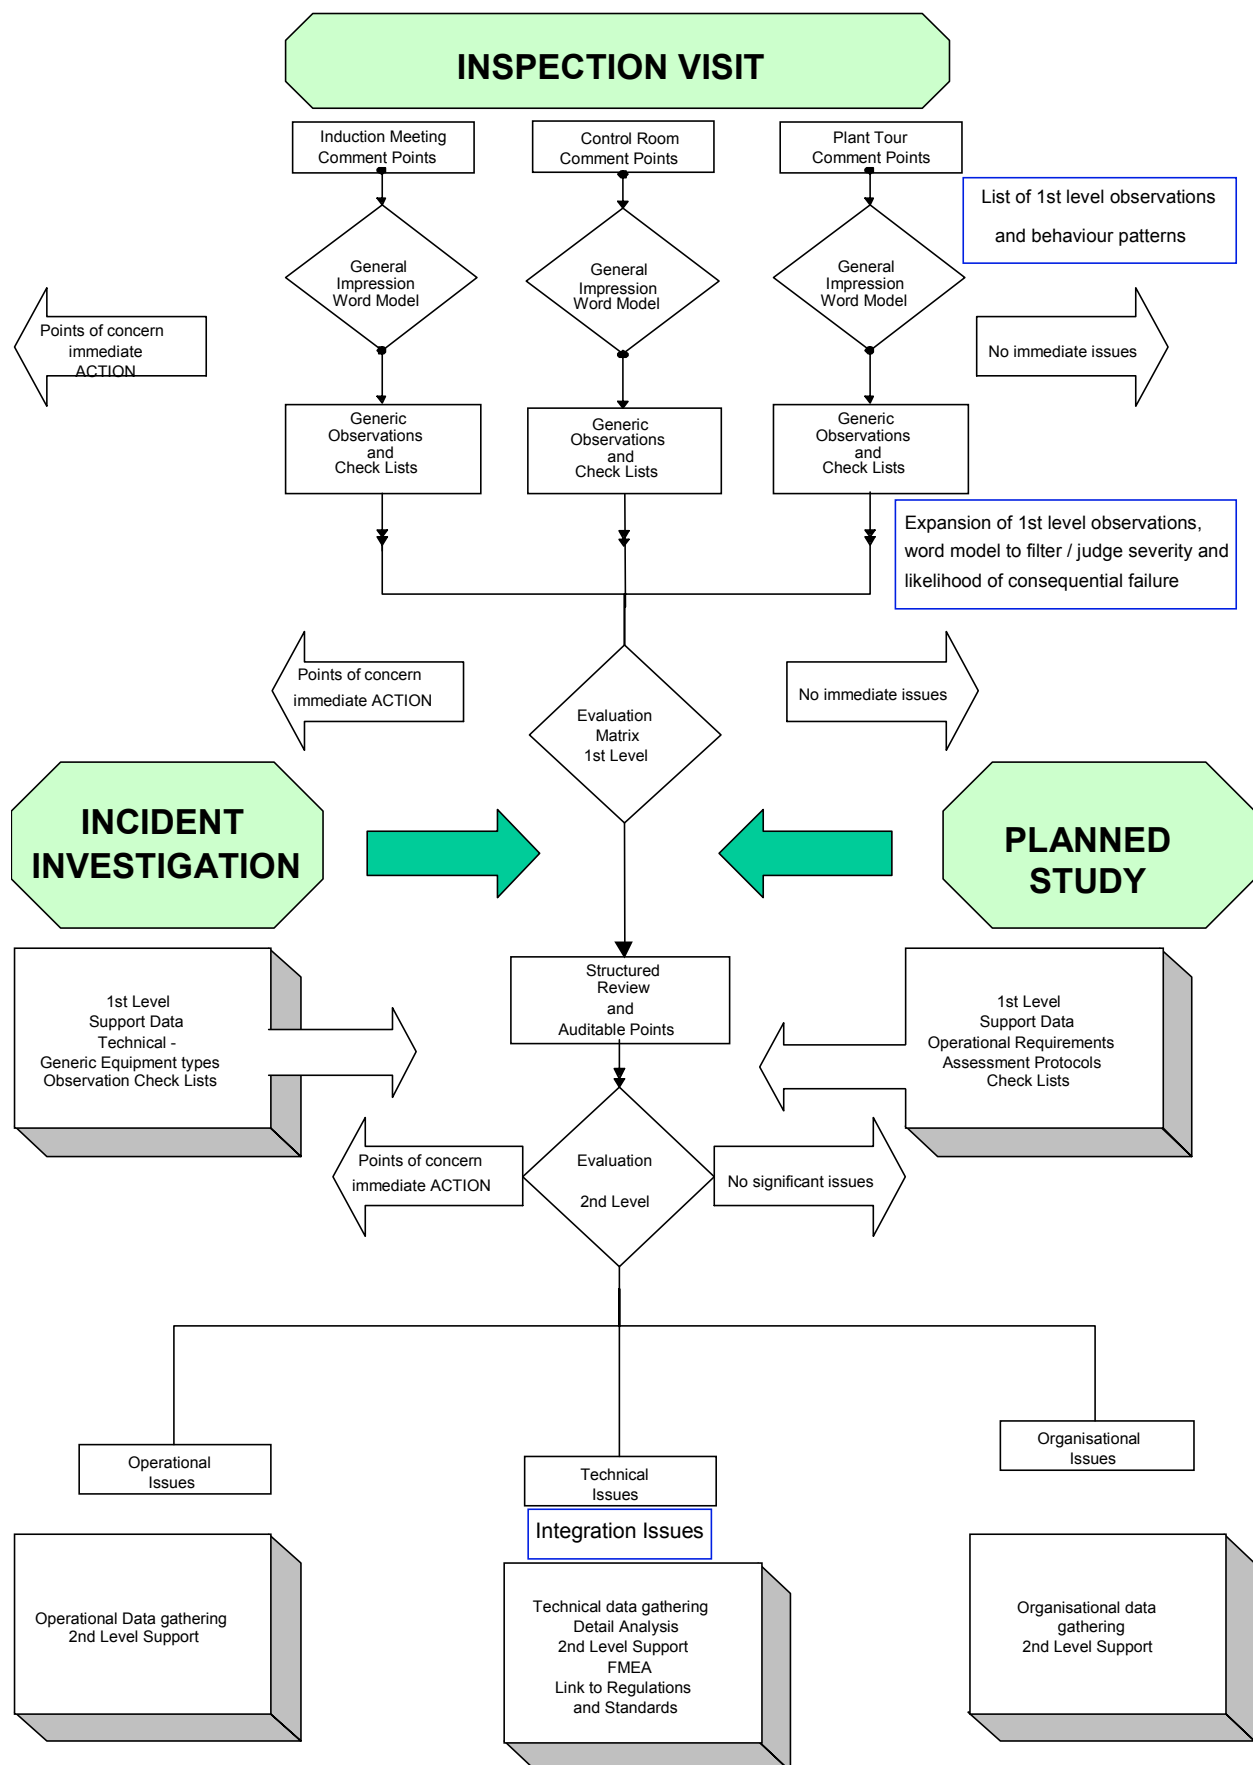 INSPECTION VISIT
Induction Meeting
Comment Points
Control Room
Comment Points
Plant Tour
Comment Points
List of 1st level observations
and behaviour patterns
General
Impression
Word Model
General
Impression
Word Model
General
Impression
Word Model
Points of concern
immediate
ACTION
No immediate issues
Generic
Observations
and
Check Lists
Generic
Observations
and
Check Lists
Generic
Observations
and
Check Lists
Expansion of 1st level observations,
word model to filter / judge severity and
likelihood of consequential failure
Points of concern
immediate ACTION
Evaluation
Matrix
1st Level
No immediate issues
INCIDENT
INVESTIGATION
PLANNED
STUDY
1st Level
Support Data
Technical -
Generic Equipment types
Observation Check Lists
Structured
Review
and
Auditable Points
1st Level
Support Data
Operational Requirements
Assessment Protocols
Check Lists
Points of concern
immediate ACTION
Evaluation
2nd Level
No significant issues
Operational
Issues
Technical
Issues
Organisational
Issues
Integration Issues
Operational Data gathering
2nd Level Support
Technical data gathering
Detail Analysis
2nd Level Support
FMEA
Link to Regulations
and Standards
Organisational data
gathering
2nd Level Support